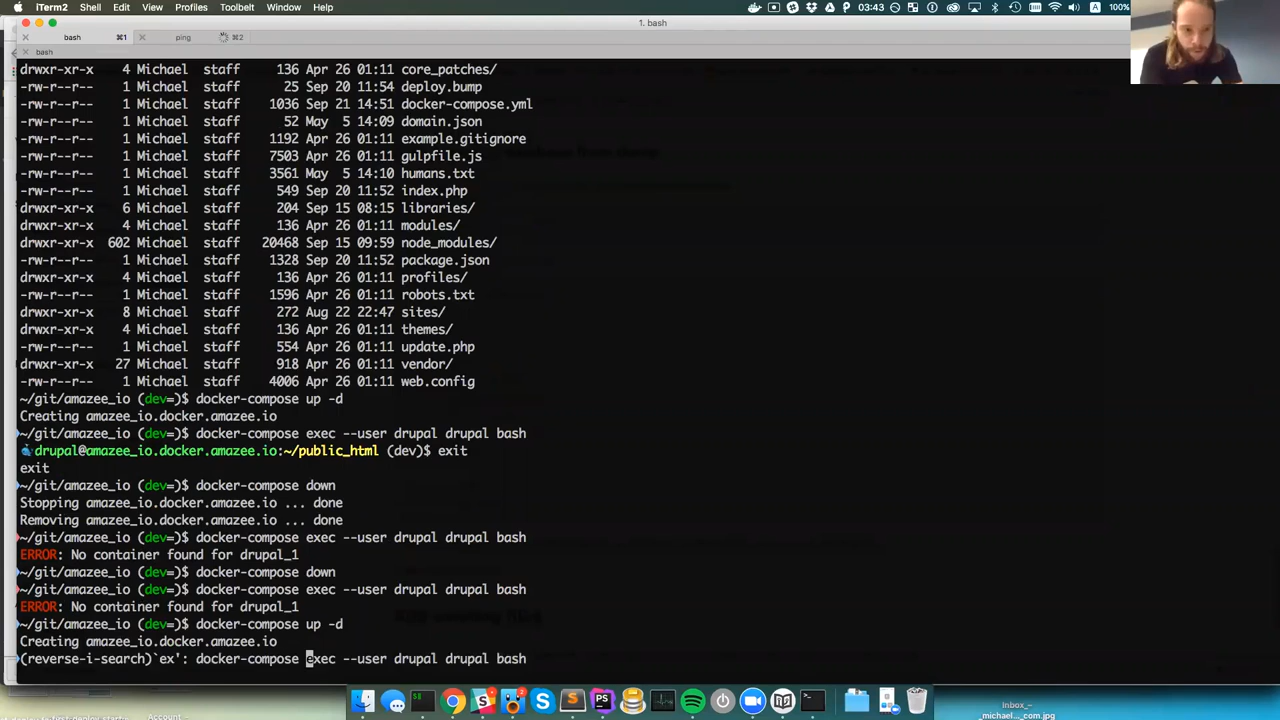 iTerm2 Shell Edit View Profiles Toolbelt Window Help 03:43 A 100%
1. bash
bash ⌘1 ping ⌘2
bash
drwxr-xr-x 4 Michael staff 136 Apr 26 01:11 core_patches/
-rw-r--r-- 1 Michael staff 25 Sep 20 11:54 deploy.bump
-rw-r--r-- 1 Michael staff 1036 Sep 21 14:51 docker-compose.yml
-rw-r--r-- 1 Michael staff 52 May 5 14:09 domain.json
-rw-r--r-- 1 Michael staff 1192 Apr 26 01:11 example.gitignore
-rw-r--r-- 1 Michael staff 7503 Apr 26 01:11 gulpfile.js
-rw-r--r-- 1 Michael staff 3561 May 5 14:10 humans.txt
-rw-r--r-- 1 Michael staff 549 Sep 20 11:52 index.php
drwxr-xr-x 6 Michael staff 204 Sep 15 08:15 libraries/
drwxr-xr-x 4 Michael staff 136 Apr 26 01:11 modules/
drwxr-xr-x 602 Michael staff 20468 Sep 15 09:59 node_modules/
-rw-r--r-- 1 Michael staff 1328 Sep 20 11:52 package.json
drwxr-xr-x 4 Michael staff 136 Apr 26 01:11 profiles/
-rw-r--r-- 1 Michael staff 1596 Apr 26 01:11 robots.txt
drwxr-xr-x 8 Michael staff 272 Aug 22 22:47 sites/
drwxr-xr-x 4 Michael staff 136 Apr 26 01:11 themes/
-rw-r--r-- 1 Michael staff 554 Apr 26 01:11 update.php
drwxr-xr-x 27 Michael staff 918 Apr 26 01:11 vendor/
-rw-r--r-- 1 Michael staff 4006 Apr 26 01:11 web.config
~/git/amazee_io (dev=)$ docker-compose up -d
Creating amazee_io.docker.amazee.io
~/git/amazee_io (dev=)$ docker-compose exec --user drupal drupal bash
drupal@amazee_io.docker.amazee.io:~/public_html (dev)$ exit
exit
~/git/amazee_io (dev=)$ docker-compose down
Stopping amazee_io.docker.amazee.io ... done
Removing amazee_io.docker.amazee.io ... done
~/git/amazee_io (dev=)$ docker-compose exec --user drupal drupal bash
ERROR: No container found for drupal_1
~/git/amazee_io (dev=)$ docker-compose down
~/git/amazee_io (dev=)$ docker-compose exec --user drupal drupal bash
ERROR: No container found for drupal_1
~/git/amazee_io (dev=)$ docker-compose up -d
Creating amazee_io.docker.amazee.io
(reverse-i-search)`ex': docker-compose exec --user drupal drupal bash
Inbox_–
_michael..._com.jpg